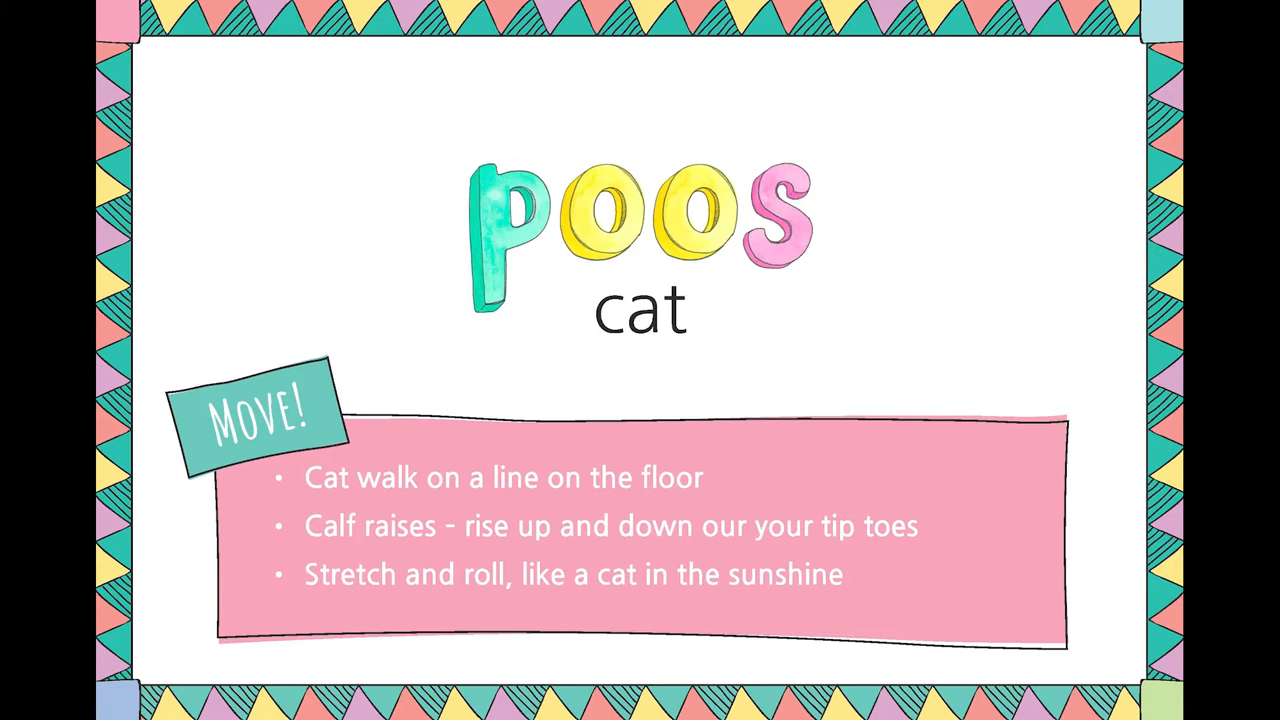 poos
cat
MOVE!
• Cat walk on a line on the floor
• Calf raises - rise up and down our your tip toes
• Stretch and roll, like a cat in the sunshine